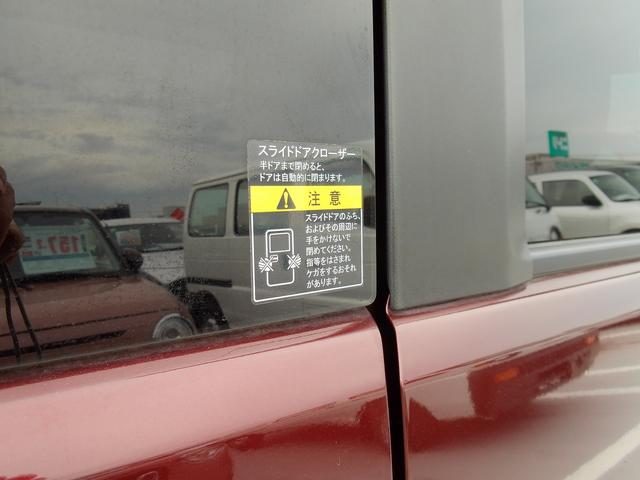 スライドドアクローザー
半ドアまで閉めると、
ドアは自動的に閉まります。
注意
スライドドアのふち、
およびその周辺に
手をかけないで
閉めてください。
指等をはさまれ
ケガをするおそれ
があります。